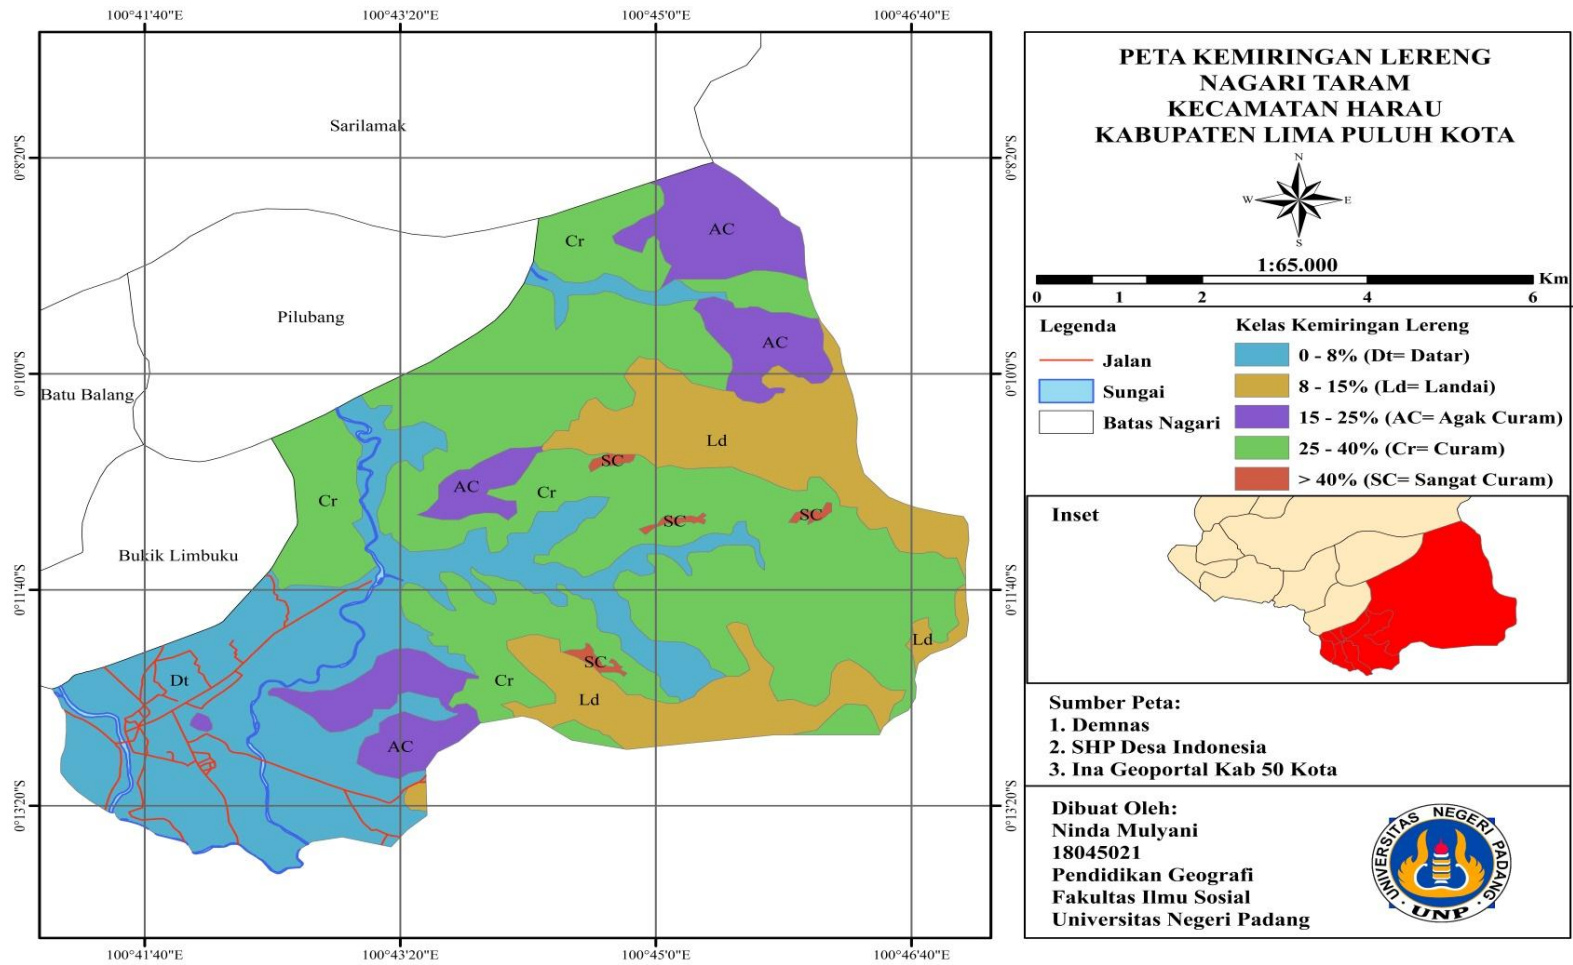 100°41'40"E
100°43'20"E
100°45'0"E
100°46'40"E
0°8'20"S
0°10'0"S
0°11'40"S
0°13'20"S
Sarilamak
Pilubang
Batu Balang
Bukik Limbuku
Cr
AC
AC
Ld
SC
AC
Cr
Cr
SC
SC
Ld
SC
Dt
Cr
Ld
AC
0°8'20"S
0°10'0"S
0°11'40"S
0°13'20"S
100°41'40"E
100°43'20"E
100°45'0"E
100°46'40"E
PETA KEMIRINGAN LERENG
NAGARI TARAM
KECAMATAN HARAU
KABUPATEN LIMA PULUH KOTA
N
W E
S
1:65.000
Km
0 1 2 4 6
Legenda
Jalan
Sungai
Batas Nagari
Kelas Kemiringan Lereng
0 - 8% (Dt= Datar)
8 - 15% (Ld= Landai)
15 - 25% (AC= Agak Curam)
25 - 40% (Cr= Curam)
> 40% (SC= Sangat Curam)
Inset
Sumber Peta:
1. Demnas
2. SHP Desa Indonesia
3. Ina Geoportal Kab 50 Kota
Dibuat Oleh:
Ninda Mulyani
18045021
Pendidikan Geografi
Fakultas Ilmu Sosial
Universitas Negeri Padang
UNIVERSITAS NEGERI PADANG
UNP